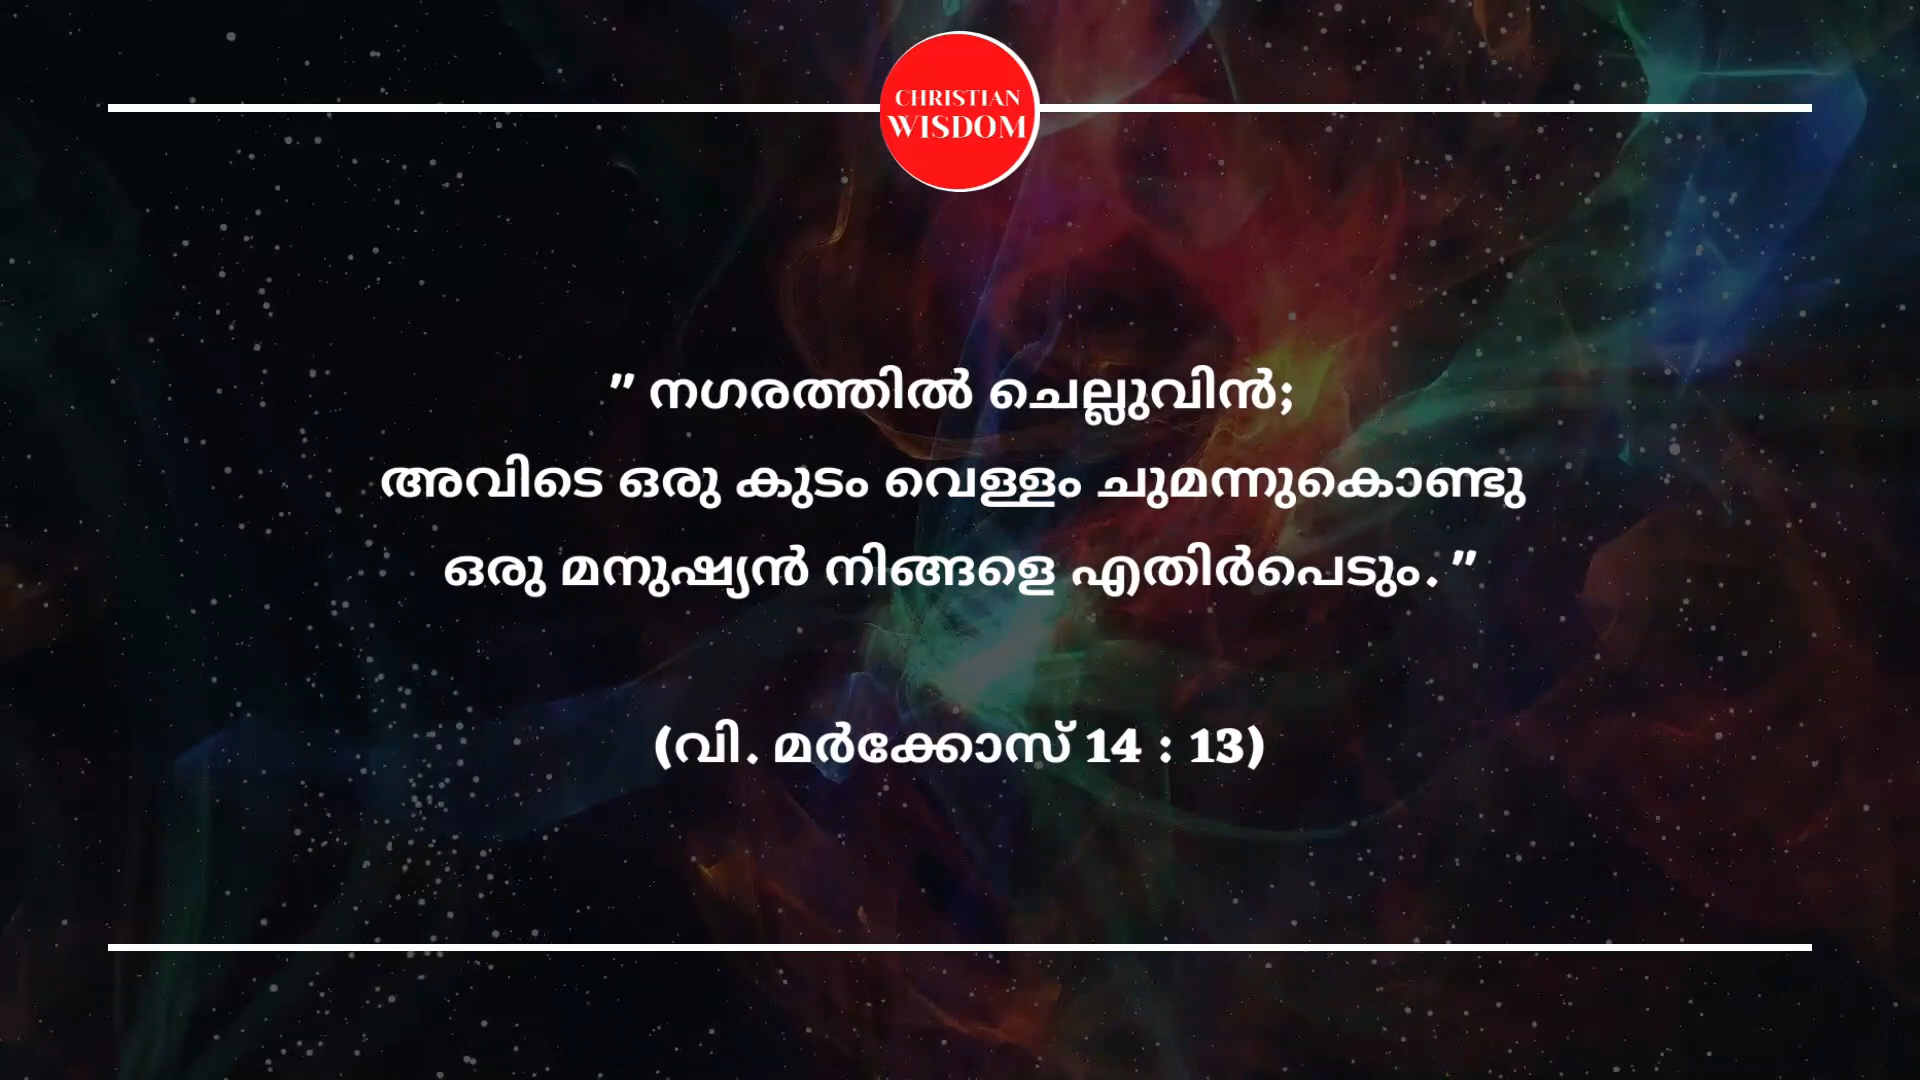 CHRISTIAN
WISDOM
" നഗരത്തിൽ ചെല്ലുവിൻ;
അവിടെ ഒരു കുടം വെള്ളം ചുമന്നുകൊണ്ടു
ഒരു മനുഷ്യൻ നിങ്ങളെ എതിർപെടും. "
(വി. മർക്കോസ് 14 : 13)